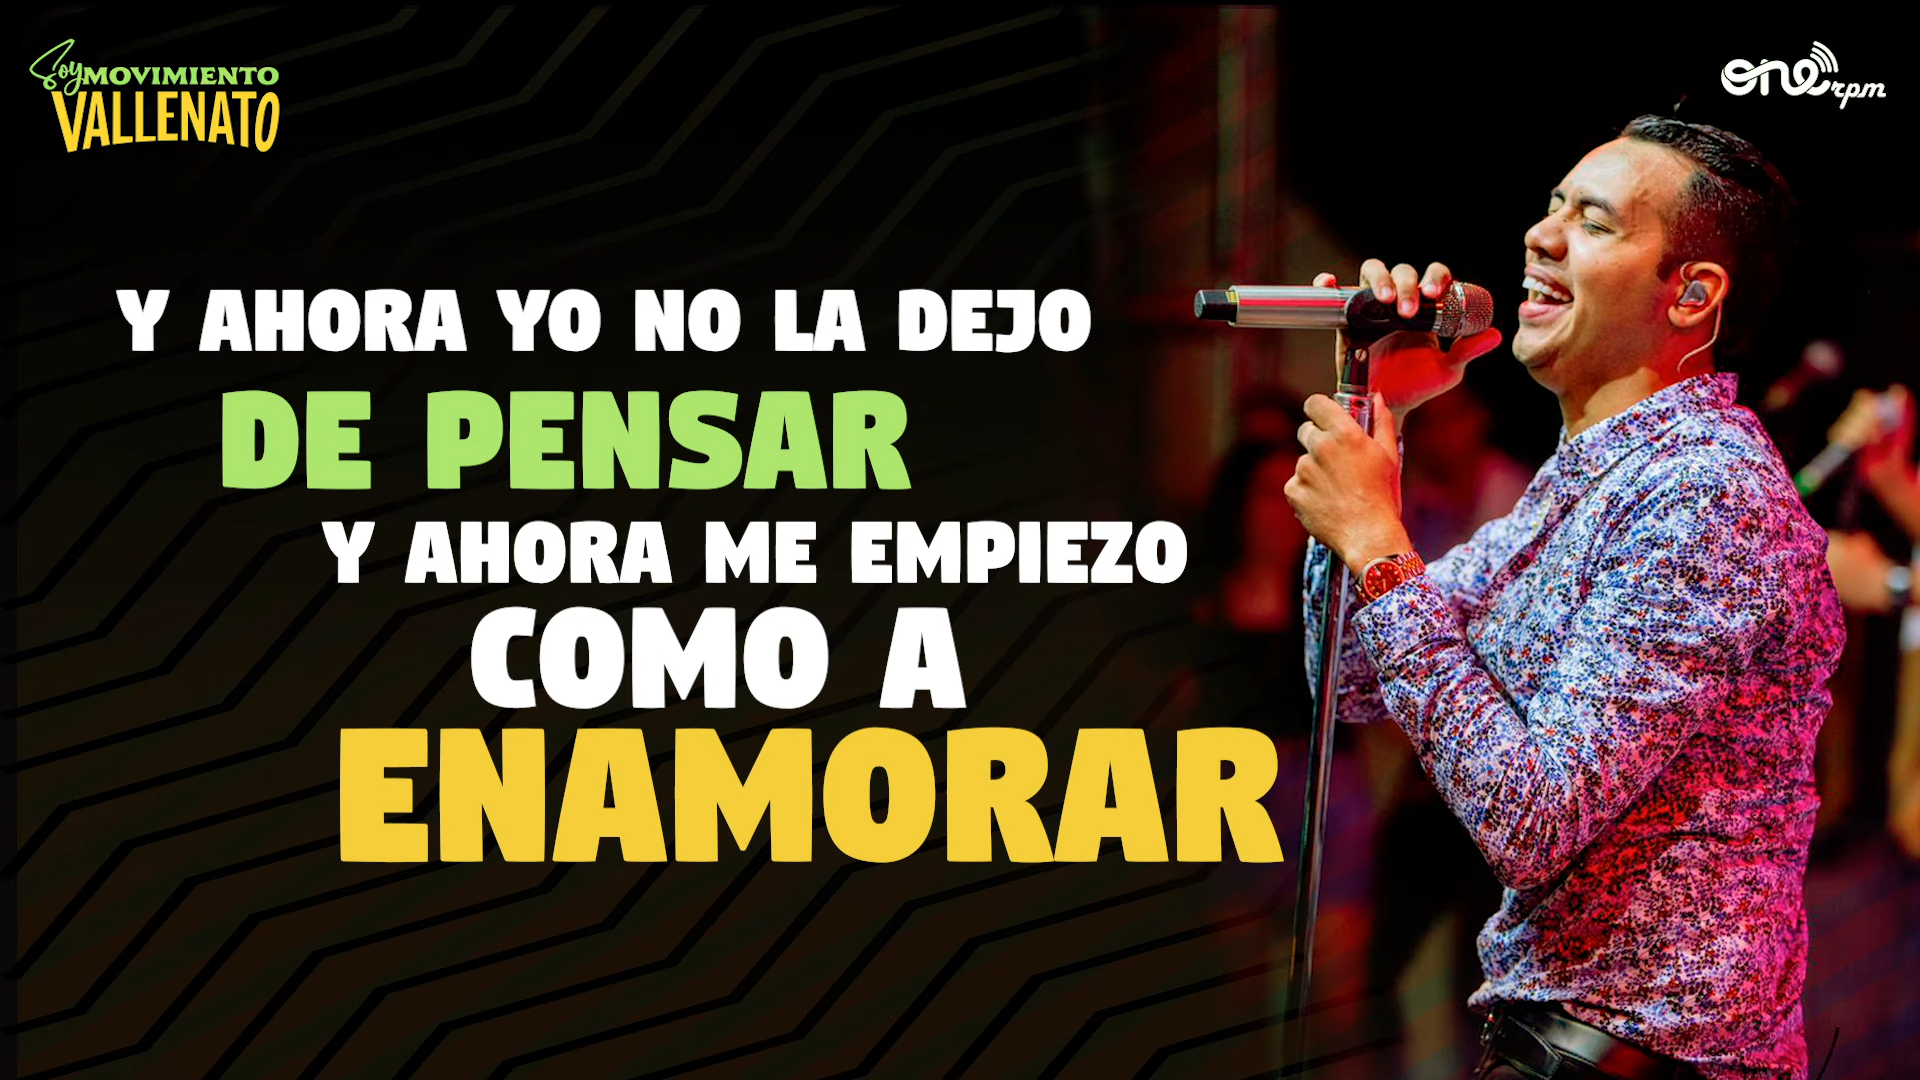 Soy MOVIMIENTO
VALLENATO
one rpm
Y AHORA YO NO LA DEJO
DE PENSAR
Y AHORA ME EMPIEZO
COMO A
ENAMORAR